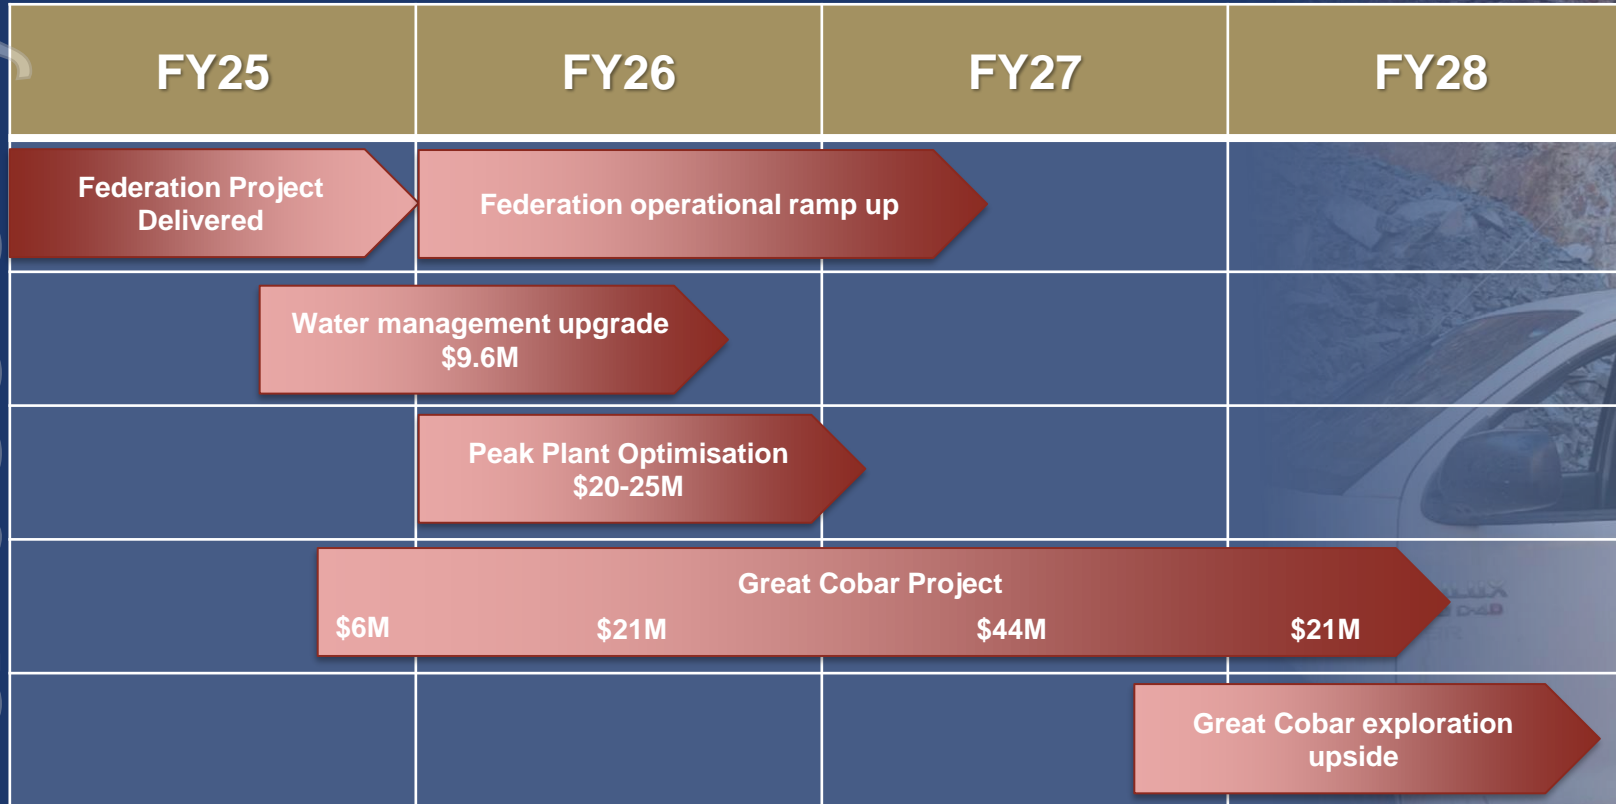 FY25
FY26
FY27
FY28
Federation Project
Delivered
Federation operational ramp up
Water management upgrade
$9.6M
Peak Plant Optimisation
$20-25M
Great Cobar Project
$6M
$21M
$44M
$21M
Great Cobar exploration
upside